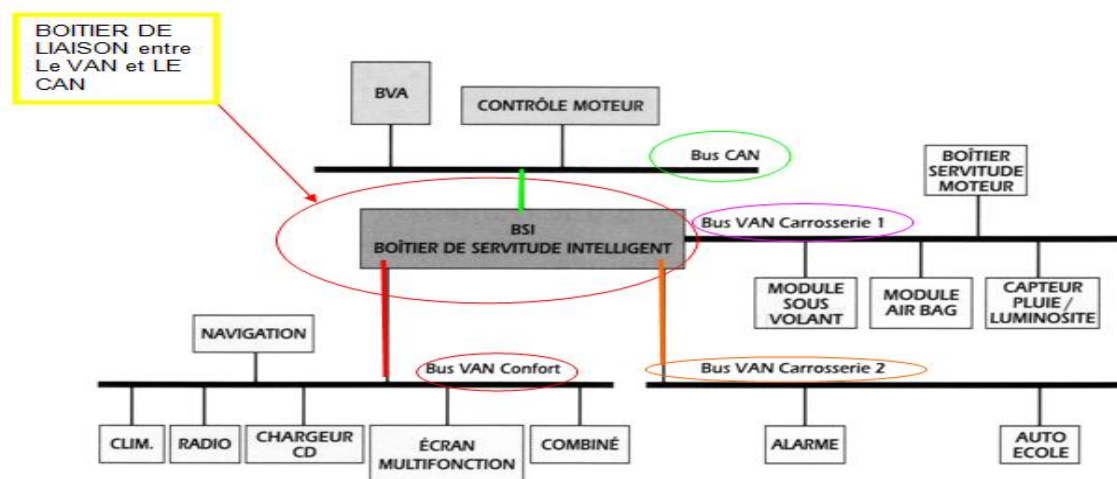 BOITIER DE
LIAISON entre
Le VAN et LE
CAN
BVA
CONTRÔLE MOTEUR
Bus CAN
BOÎTIER
SERVITUDE
MOTEUR
BSI
BOÎTIER DE SERVITUDE INTELLIGENT
Bus VAN Carrosserie 1
MODULE
SOUS
VOLANT
MODULE
AIR BAG
CAPTEUR
PLUIE /
LUMINOSITE
NAVIGATION
Bus VAN Confort
Bus VAN Carrosserie 2
CLIM.
RADIO
CHARGEUR
CD
ÉCRAN
MULTIFONCTION
COMBINÉ
ALARME
AUTO
ECOLE